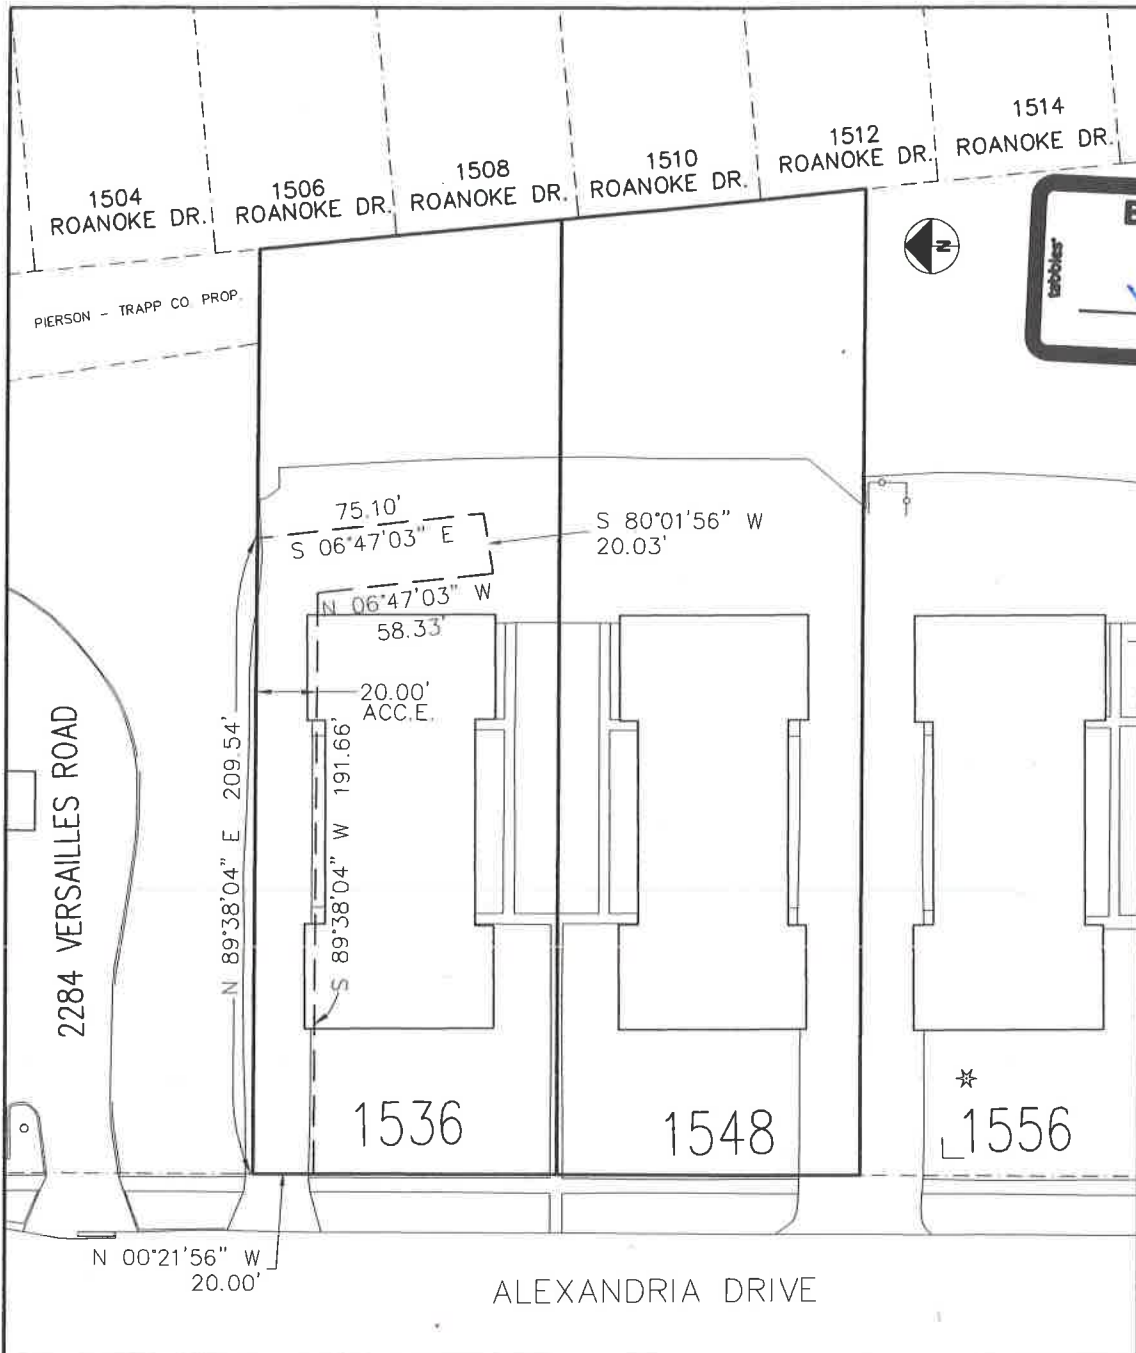 1504
ROANOKE DR.
1506
ROANOKE DR.
1508
ROANOKE DR.
1510
ROANOKE DR.
1512
ROANOKE DR.
1514
ROANOKE DR.
PIERSON - TRAPP CO PROP.
N
tabbies'
75.10'
S 06°47'03" E
S 80°01'56" W
20.03'
N 06°47'03" W
58.33'
20.00'
ACC.E.
N 89°38'04" E 209.54'
S 89°38'04" W 191.66'
2284 VERSAILLES ROAD
1536
1548
1556
N 00°21'56" W
20.00'
ALEXANDRIA DRIVE